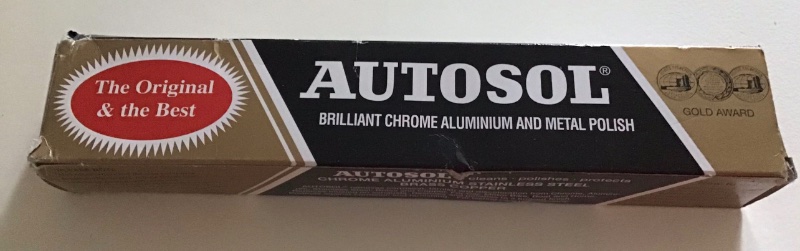 The Original
& the Best
AUTOSOL®
BRILLIANT CHROME ALUMINIUM AND METAL POLISH
GOLD AWARD
AUTOSOL cleans · polishes · protects
CHROME ALUMINIUM STAINLESS STEEL
BRASS COPPER